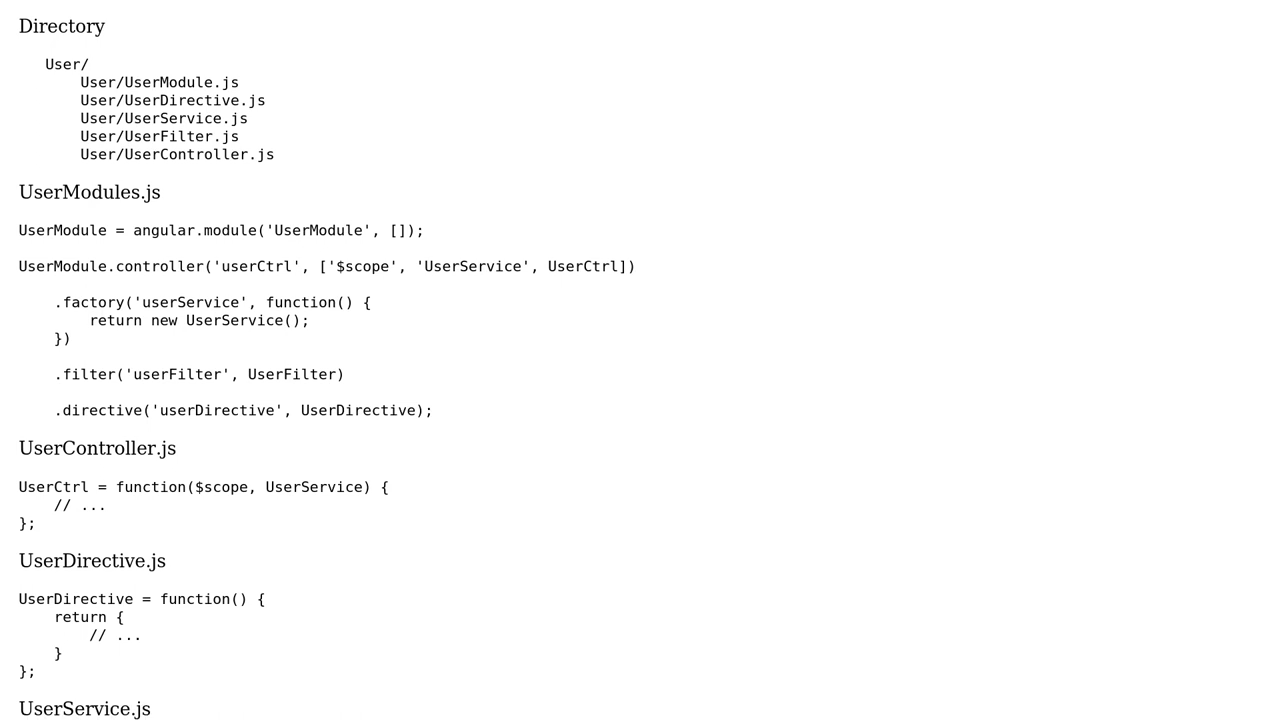 Directory
User/
User/UserModule.js
User/UserDirective.js
User/UserService.js
User/UserFilter.js
User/UserController.js
UserModules.js
UserModule = angular.module('UserModule', []);
UserModule.controller('userCtrl', ['$scope', 'UserService', UserCtrl])
.factory('userService', function() {
return new UserService();
})
.filter('userFilter', UserFilter)
.directive('userDirective', UserDirective);
UserController.js
UserCtrl = function($scope, UserService) {
// ...
};
UserDirective.js
UserDirective = function() {
return {
// ...
}
};
UserService.js